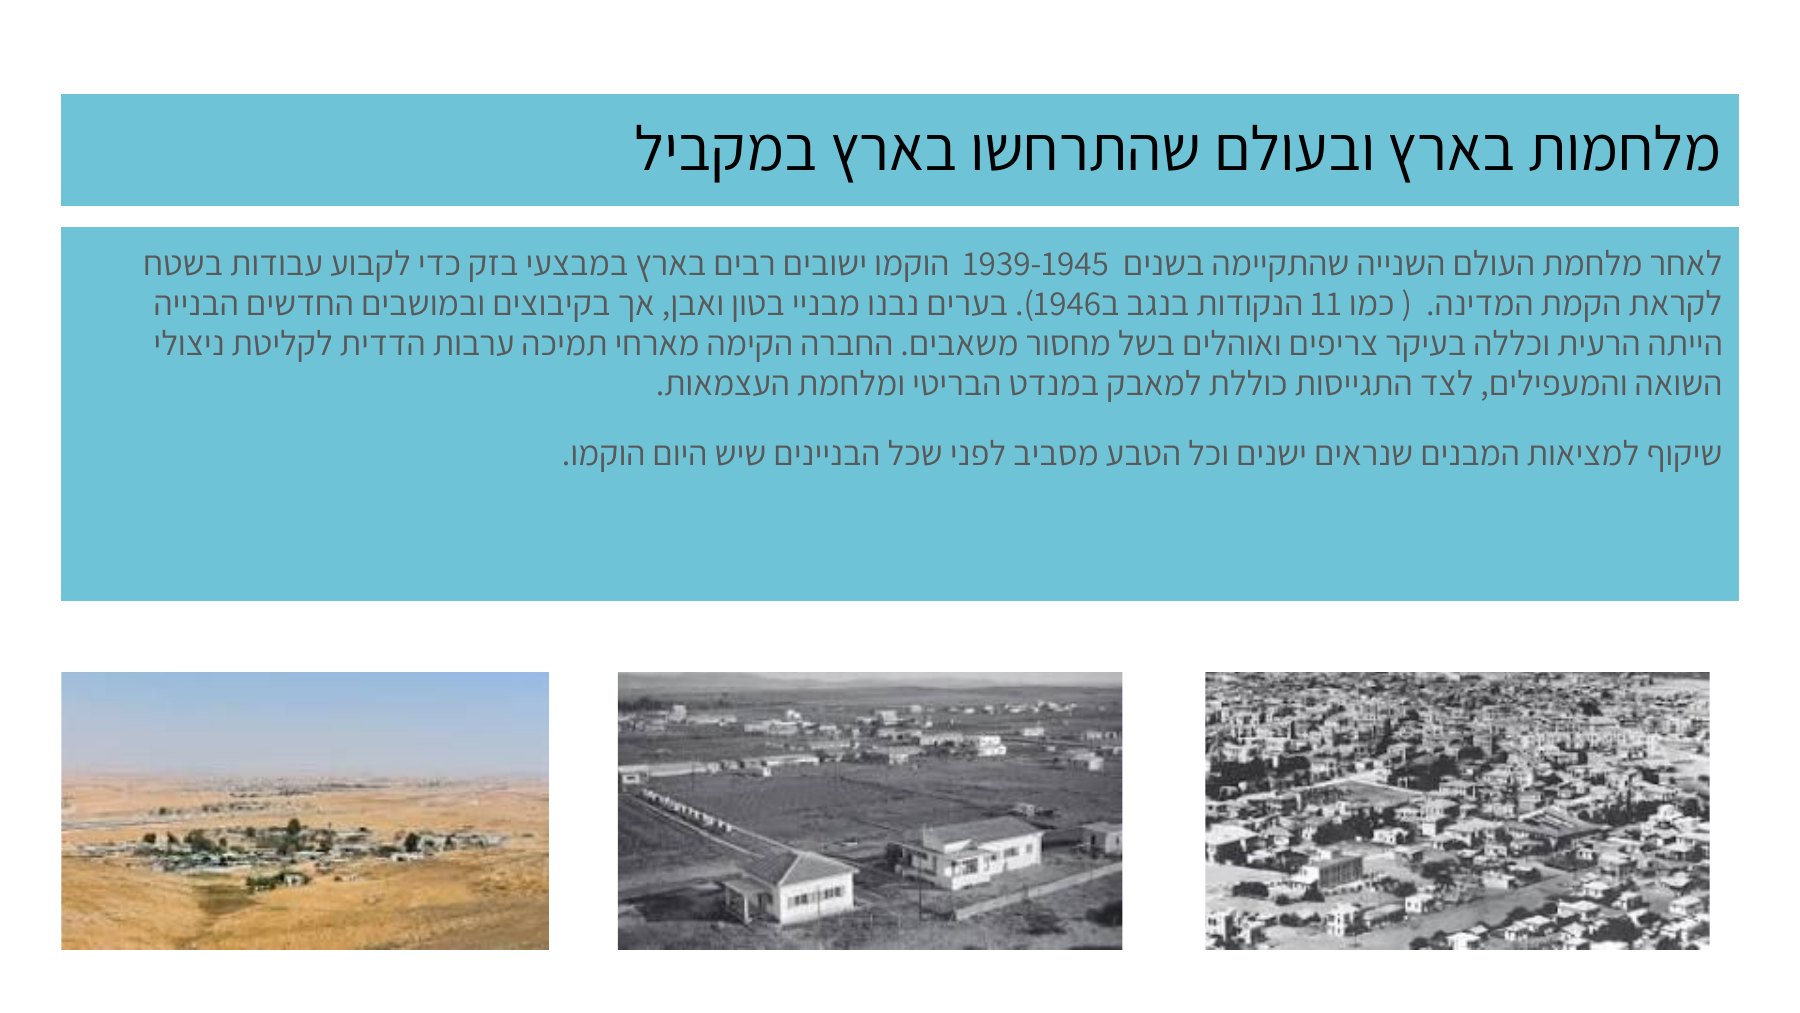 מלחמות בארץ ובעולם שהתרחשו בארץ במקביל
לאחר מלחמת העולם השנייה שהתקיימה בשנים 1939-1945 הוקמו ישובים רבים בארץ במבצעי בזק כדי לקבוע עבודות בשטח
לקראת הקמת המדינה. ( כמו 11 הנקודות בנגב ב1946). בערים נבנו מבניי בטון ואבן, אך בקיבוצים ובמושבים החדשים הבנייה
הייתה הרעית וכללה בעיקר צריפים ואוהלים בשל מחסור משאבים. החברה הקימה מארחי תמיכה ערבות הדדית לקליטת ניצולי
השואה והמעפילים, לצד התגייסות כוללת למאבק במנדט הבריטי ומלחמת העצמאות.
שיקוף למציאות המבנים שנראים ישנים וכל הטבע מסביב לפני שכל הבניינים שיש היום הוקמו.